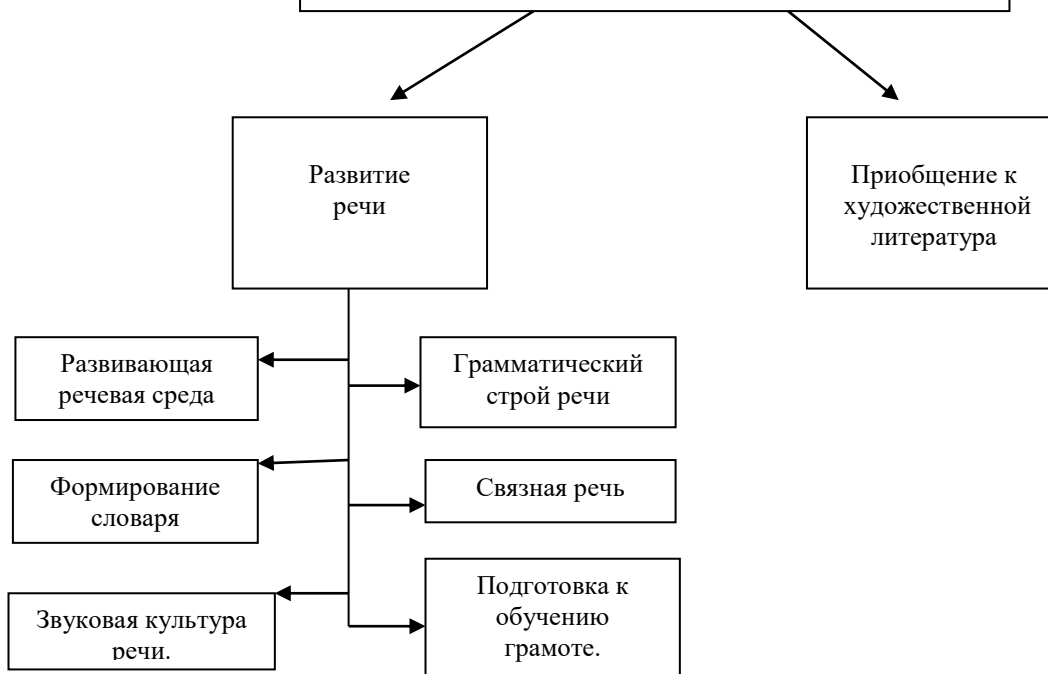 Развитие
речи
Приобщение к
художественной
литература
Развивающая
речевая среда
Грамматический
строй речи
Формирование
словаря
Связная речь
Звуковая культура
речи.
Подготовка к
обучению
грамоте.